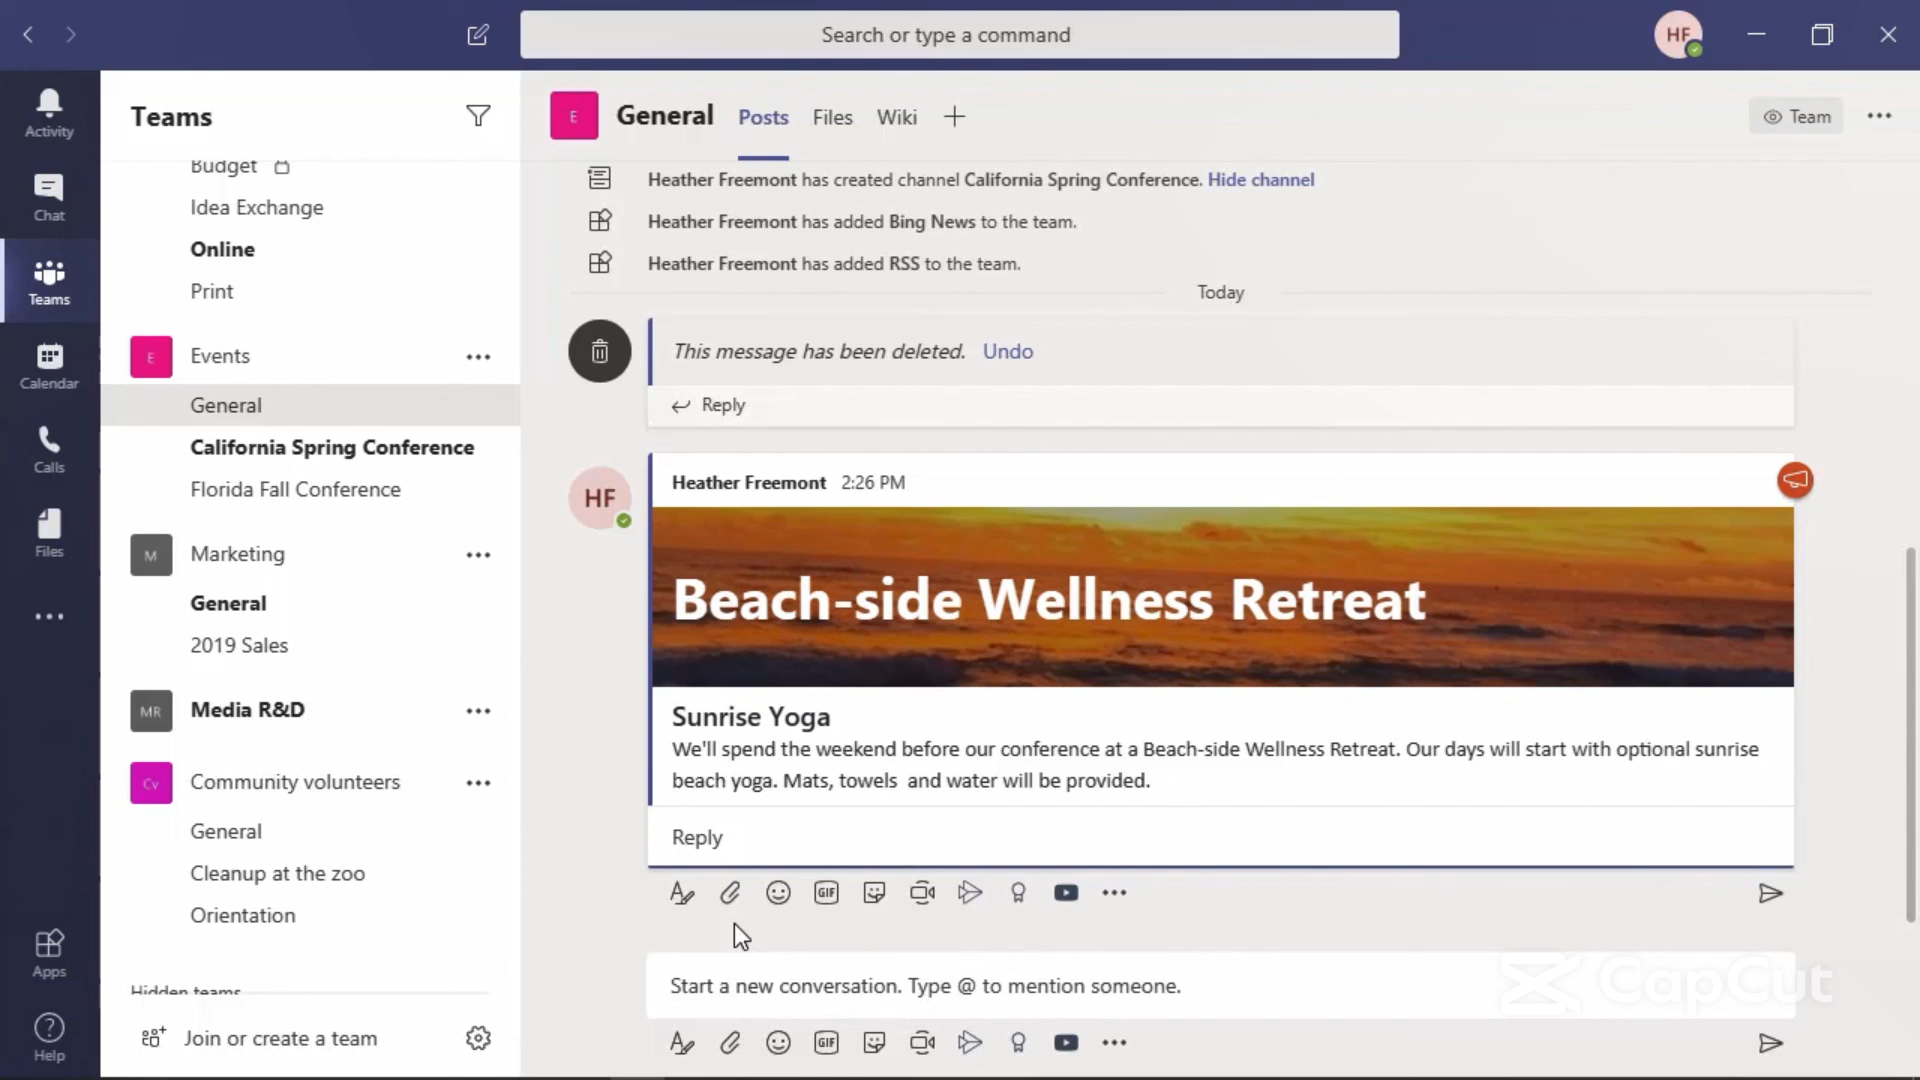 Search or type a command
HF
Activity
Chat
Teams
Calendar
Calls
Files
Apps
Help
Teams
Budget
Idea Exchange
Online
Print
E Events
General
California Spring Conference
Florida Fall Conference
M Marketing
General
2019 Sales
MR Media R&D
Cv Community volunteers
General
Cleanup at the zoo
Orientation
Hidden teams
Join or create a team
E General Posts Files Wiki
Team
Heather Freemont has created channel California Spring Conference. Hide channel
Heather Freemont has added Bing News to the team.
Heather Freemont has added RSS to the team.
Today
This message has been deleted. Undo
Reply
HF
Heather Freemont 2:26 PM
Beach-side Wellness Retreat
Sunrise Yoga
We'll spend the weekend before our conference at a Beach-side Wellness Retreat. Our days will start with optional sunrise
beach yoga. Mats, towels and water will be provided.
Reply
GIF
Start a new conversation. Type @ to mention someone.
GIF
CapCut